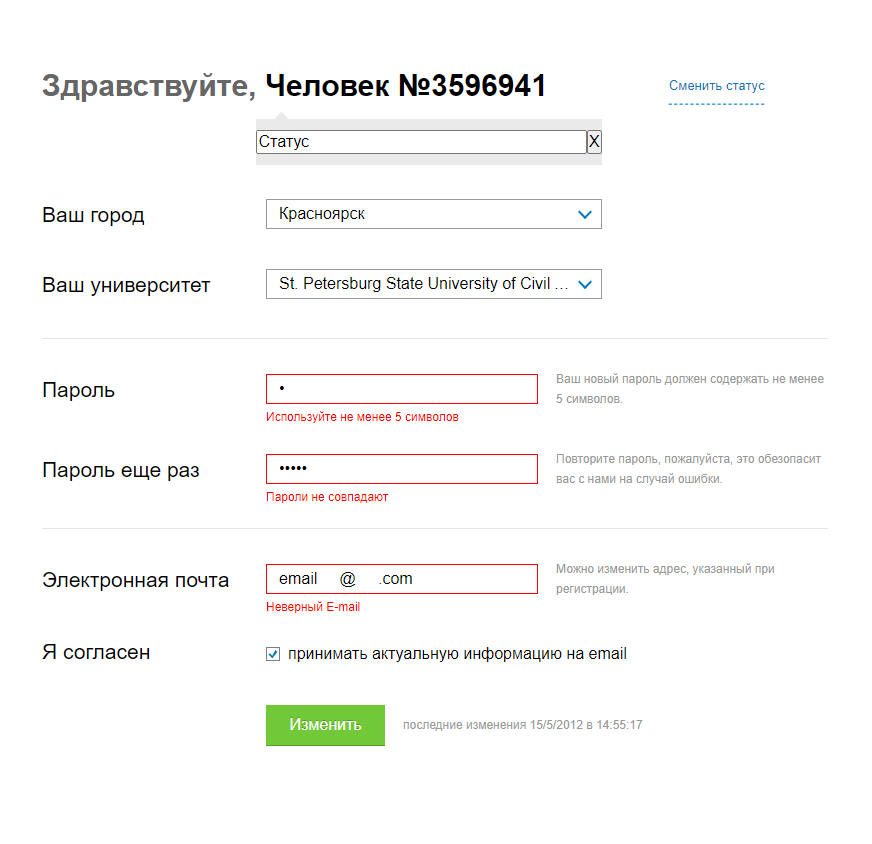 Здравствуйте, Человек №3596941
Сменить статус
Статус
X
Ваш город
Красноярск
Ваш университет
St. Petersburg State University of Civil ...
Пароль
•
Ваш новый пароль должен содержать не менее
5 символов.
Используйте не менее 5 символов
Пароль еще раз
•••••
Повторите пароль, пожалуйста, это обезопасит
вас с нами на случай ошибки.
Пароли не совпадают
Электронная почта
email @ .com
Можно изменить адрес, указанный при
регистрации.
Неверный E-mail
Я согласен
принимать актуальную информацию на email
Изменить
последние изменения 15/5/2012 в 14:55:17